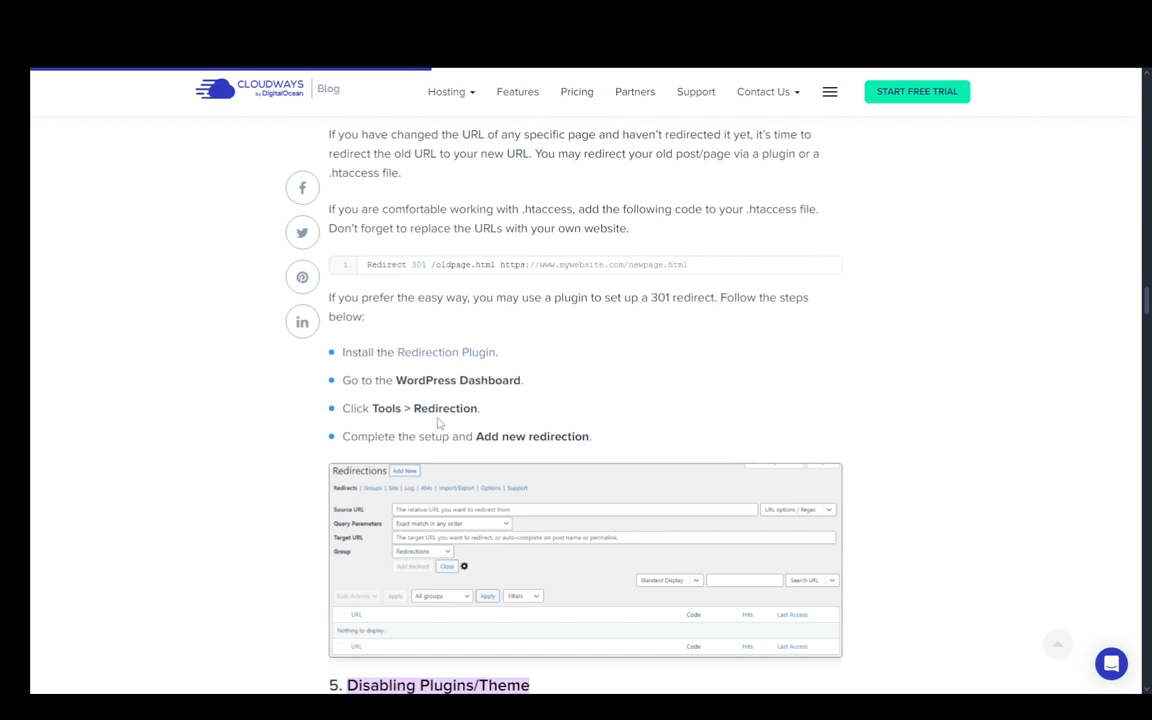 CLOUDWAYS
by DigitalOcean
Blog
Hosting
Features
Pricing
Partners
Support
Contact Us
START FREE TRIAL
If you have changed the URL of any specific page and haven't redirected it yet, it's time to
redirect the old URL to your new URL. You may redirect your old post/page via a plugin or a
.htaccess file.
If you are comfortable working with .htaccess, add the following code to your .htaccess file.
Don't forget to replace the URLs with your own website.
1. Redirect 301 /oldpage.html https://www.mywebsite.com/newpage.html
If you prefer the easy way, you may use a plugin to set up a 301 redirect. Follow the steps
below:
Install the Redirection Plugin.
Go to the WordPress Dashboard.
Click Tools > Redirection.
Complete the setup and Add new redirection.
Redirections Add New
Redirects | Groups | Site | Log | 404s | Import/Export | Options | Support
Source URL The relative URL you want to redirect from URL options / Regex
Query Parameters Exact match in any order
Target URL The target URL you want to redirect, or auto-complete on post name or permalink.
Group Redirections
Add Redirect Close
Standard Display Search URL
Bulk Actions Apply All groups Apply Filters
URL Code Hits Last Access
Nothing to display.
URL Code Hits Last Access
5. Disabling Plugins/Theme